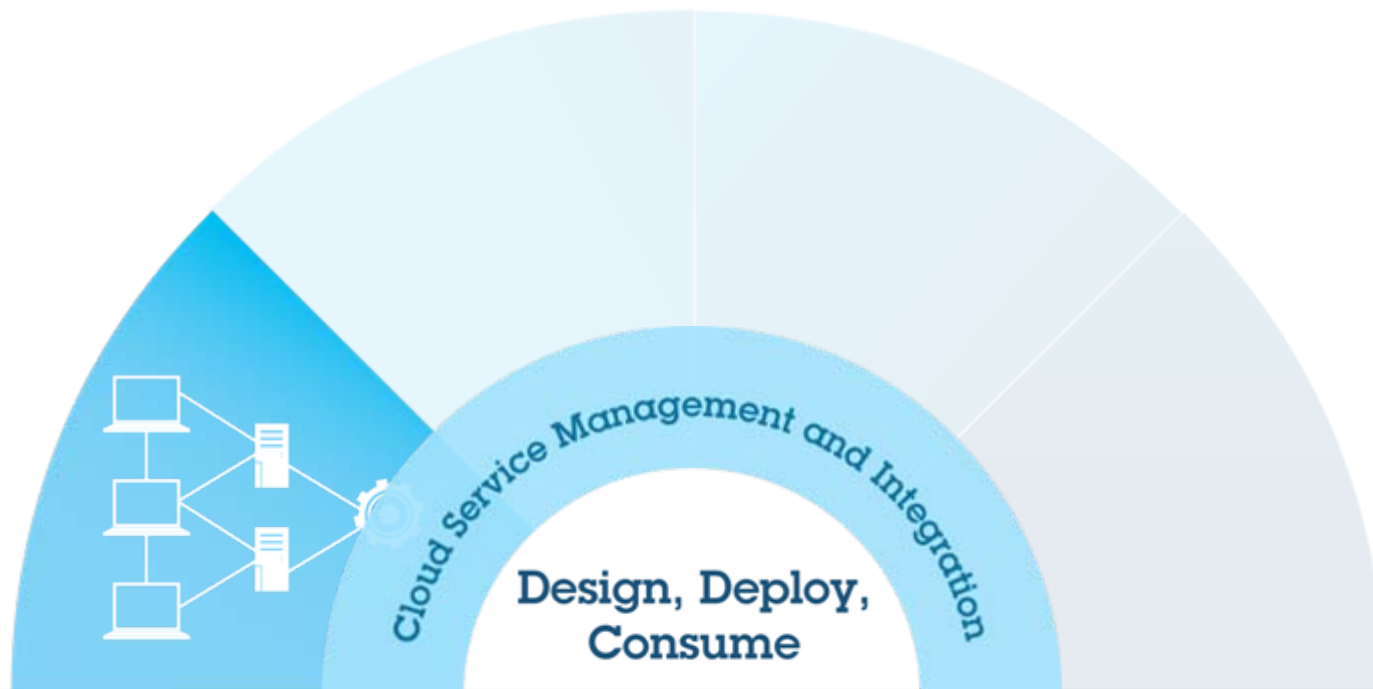 Cloud Service Management and Integration
Design, Deploy,
Consume